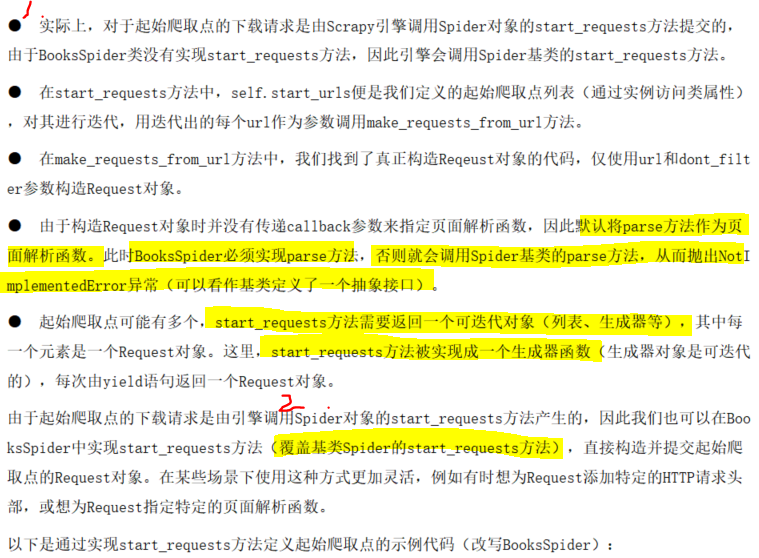 1.
● 实际上，对于起始爬取点的下载请求是由Scrapy引擎调用Spider对象的start_requests方法提交的，
由于BooksSpider类没有实现start_requests方法，因此引擎会调用Spider基类的start_requests方法。
● 在start_requests方法中，self.start_urls便是我们定义的起始爬取点列表（通过实例访问类属性）
，对其进行迭代，用迭代出的每个url作为参数调用make_requests_from_url方法。
● 在make_requests_from_url方法中，我们找到了真正构造Reqeust对象的代码，仅使用url和dont_filt
er参数构造Request对象。
● 由于构造Request对象时并没有传递callback参数来指定页面解析函数，因此默认将parse方法作为页
面解析函数。此时BooksSpider必须实现parse方法，否则就会调用Spider基类的parse方法，从而抛出NotI
mplementedError异常（可以看作基类定义了一个抽象接口）。
● 起始爬取点可能有多个，start_requests方法需要返回一个可迭代对象（列表、生成器等），其中每
一个元素是一个Request对象。这里，start_requests方法被实现成一个生成器函数（生成器对象是可迭代
的），每次由yield语句返回一个Request对象。
2.
由于起始爬取点的下载请求是由引擎调用Spider对象的start_requests方法产生的，因此我们也可以在Boo
ksSpider中实现start_requests方法（覆盖基类Spider的start_requests方法），直接构造并提交起始爬
取点的Request对象。在某些场景下使用这种方式更加灵活，例如有时想为Request添加特定的HTTP请求头
部，或想为Request指定特定的页面解析函数。
以下是通过实现start_requests方法定义起始爬取点的示例代码（改写BooksSpider）：